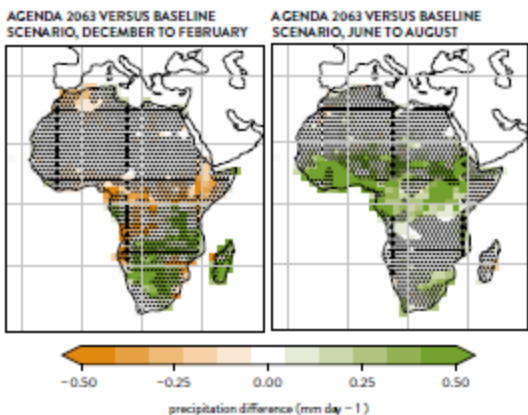 AGENDA 2063 VERSUS BASELINE
SCENARIO, DECEMBER TO FEBRUARY
AGENDA 2063 VERSUS BASELINE
SCENARIO, JUNE TO AUGUST
−0.50 −0.25 0.00 0.25 0.50
precipitation difference (mm day − 1)